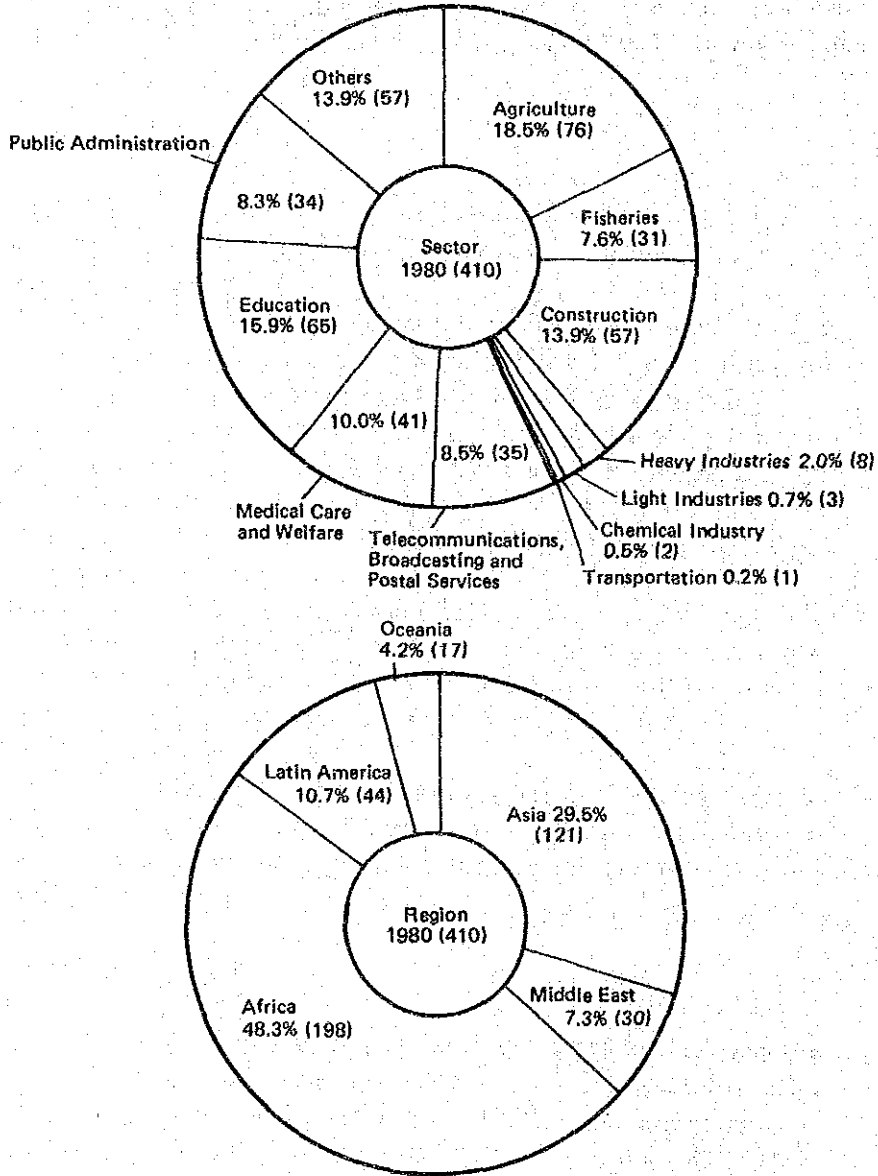 Others
13.9% (57)
Agriculture
18.5% (76)
Public Administration
8.3% (34)
Fisheries
7.6% (31)
Sector
1980 (410)
Education
15.9% (65)
Construction
13.9% (57)
10.0% (41)
8.5% (35)
Heavy Industries 2.0% (8)
Light Industries 0.7% (3)
Medical Care
and Welfare
Telecommunications,
Broadcasting and
Postal Services
Chemical Industry
0.5% (2)
Transportation 0.2% (1)
Oceania
4.2% (17)
Latin America
10.7% (44)
Asia 29.5%
(121)
Region
1980 (410)
Middle East
7.3% (30)
Africa
48.3% (198)